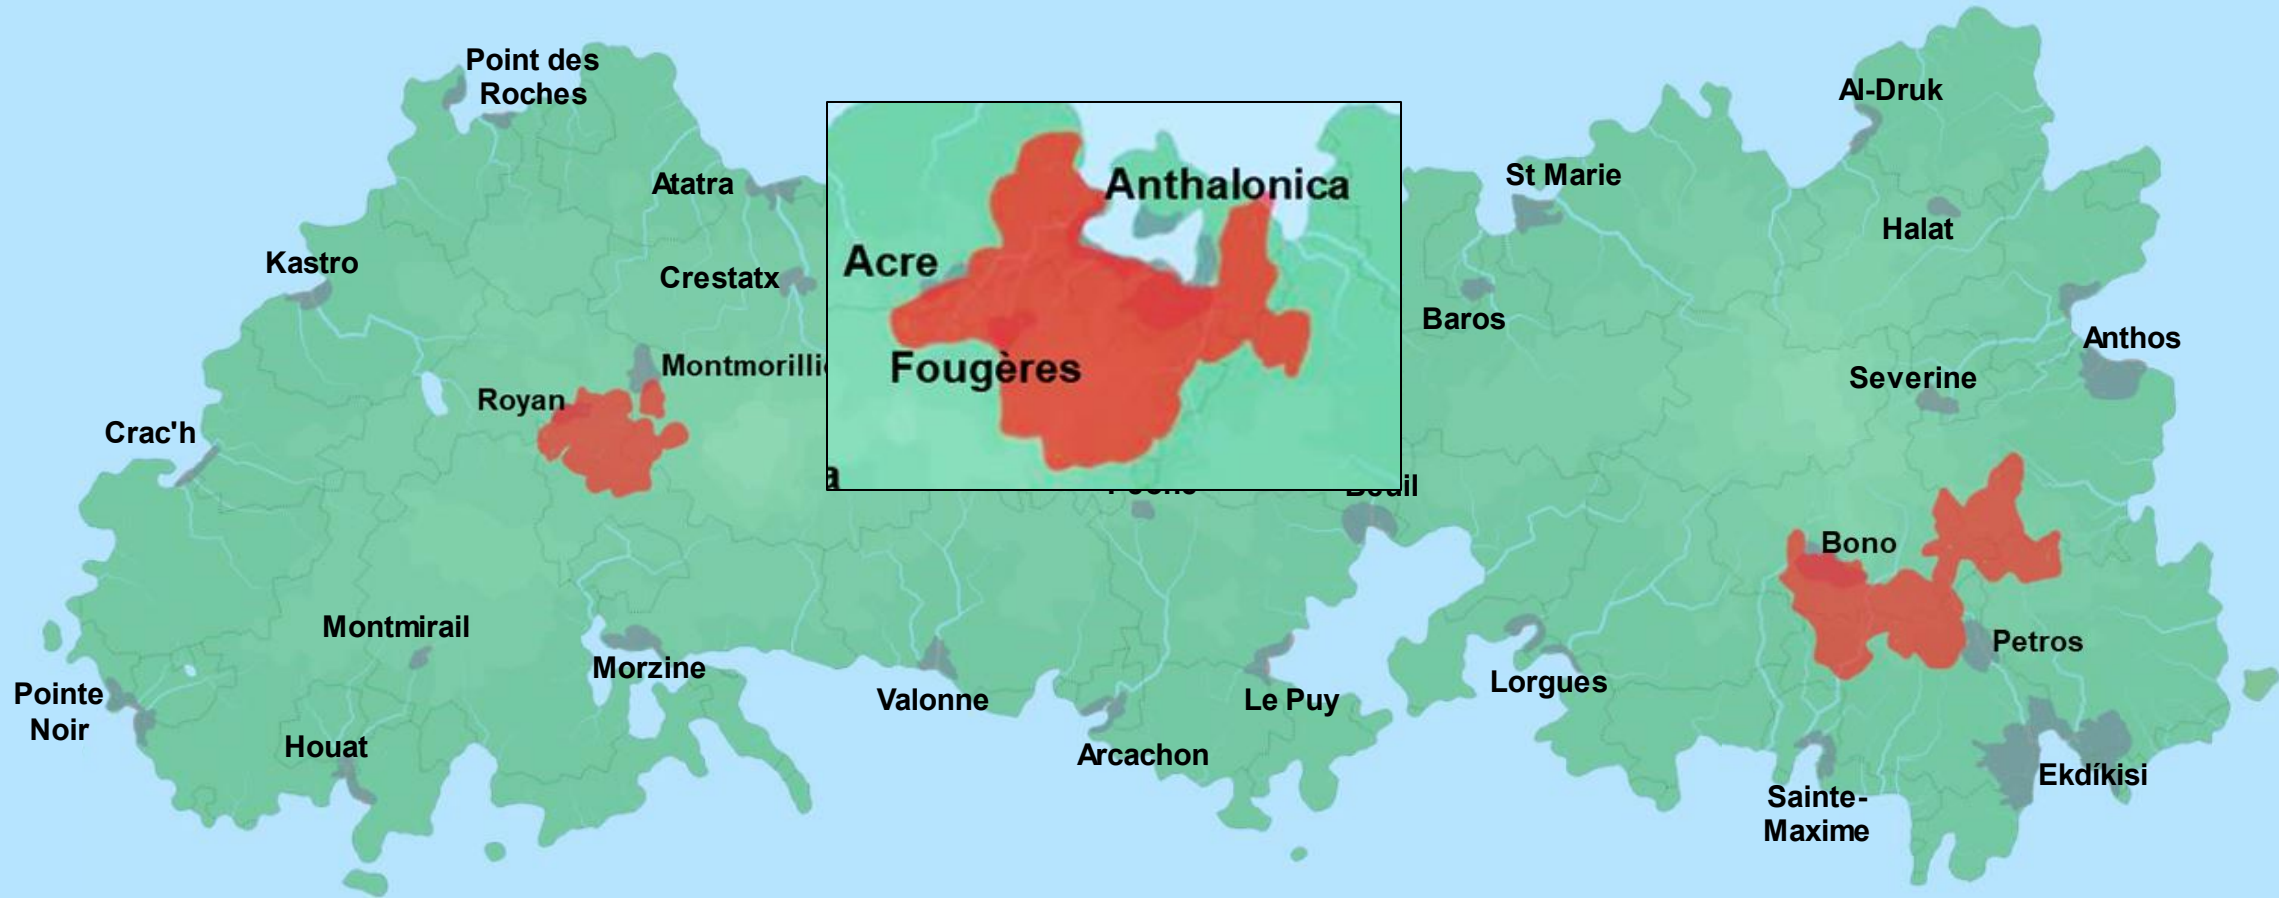 Point des
Roches
Al-Druk
Atatra
Anthalonica
St Marie
Halat
Kastro
Crestatx
Acre
Baros
Anthos
Montmorilli
Fougères
Severine
Royan
Crac'h
Bono
Montmirail
Petros
Morzine
Pointe
Noir
Valonne
Le Puy
Lorgues
Houat
Arcachon
Ekdíkisi
Sainte-
Maxime